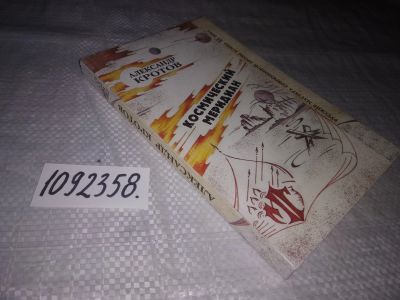 АЛЕКСАНДР
КРОТОВ
КОСМИЧЕСКИЙ
МЕРИДИАН
АЛЕКСАНДР КРОТОВ
1092358.